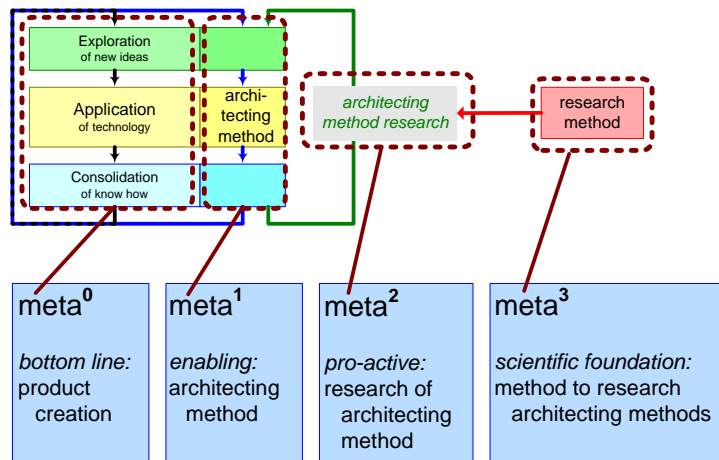 Exploration
of new ideas
Application
of technology
Consolidation
of know how
archi-
tecting
method
architecting
method research
research
method
meta⁰
bottom line:
product
creation
meta¹
enabling:
architecting
method
meta²
pro-active:
research of
architecting
method
meta³
scientific foundation:
method to research
architecting methods